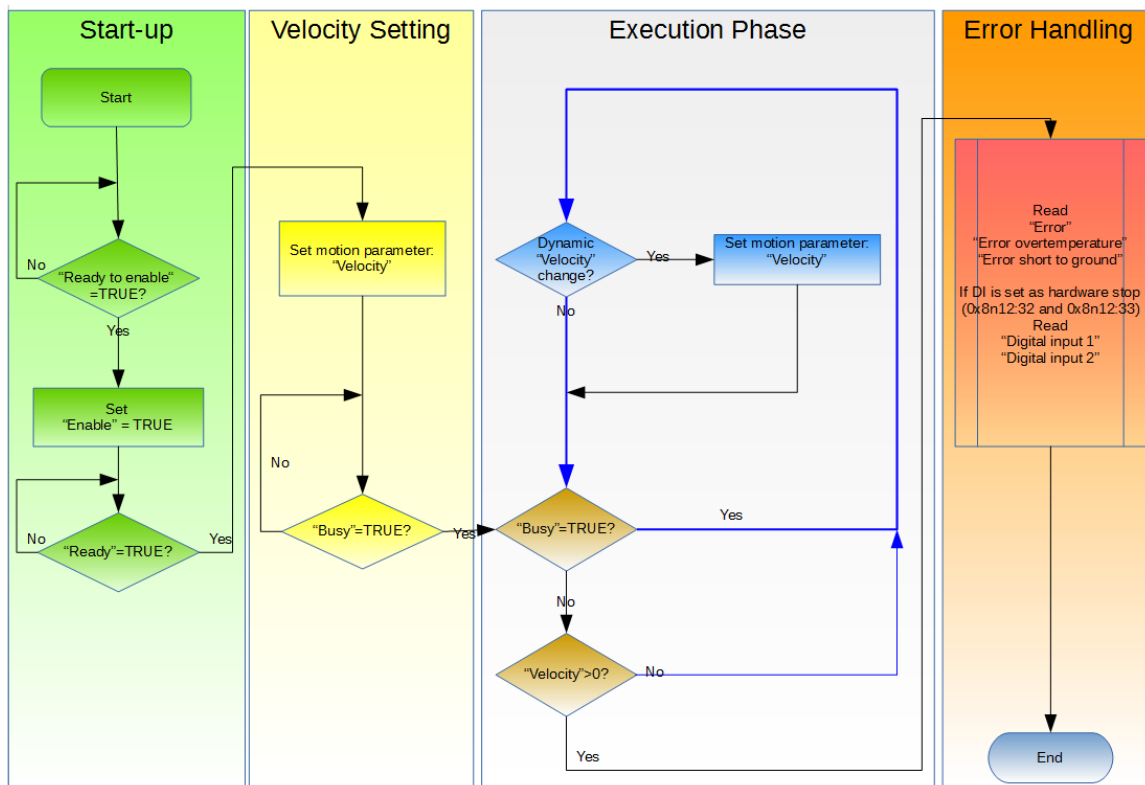 Start-up
Start
No
“Ready to enable“
=TRUE?
Yes
Set
“Enable” = TRUE
No
“Ready”=TRUE?
Yes
Velocity Setting
Set motion parameter:
“Velocity”
No
“Busy”=TRUE?
Yes
Execution Phase
Dynamic
“Velocity”
change?
Yes
Set motion parameter:
“Velocity”
No
“Busy”=TRUE?
Yes
No
“Velocity”>0?
No
Yes
Error Handling
Read
“Error”
“Error overtemperature”
“Error short to ground”
If DI is set as hardware stop
(0x8n12:32 and 0x8n12:33)
Read
“Digital input 1”
“Digital input 2”
End